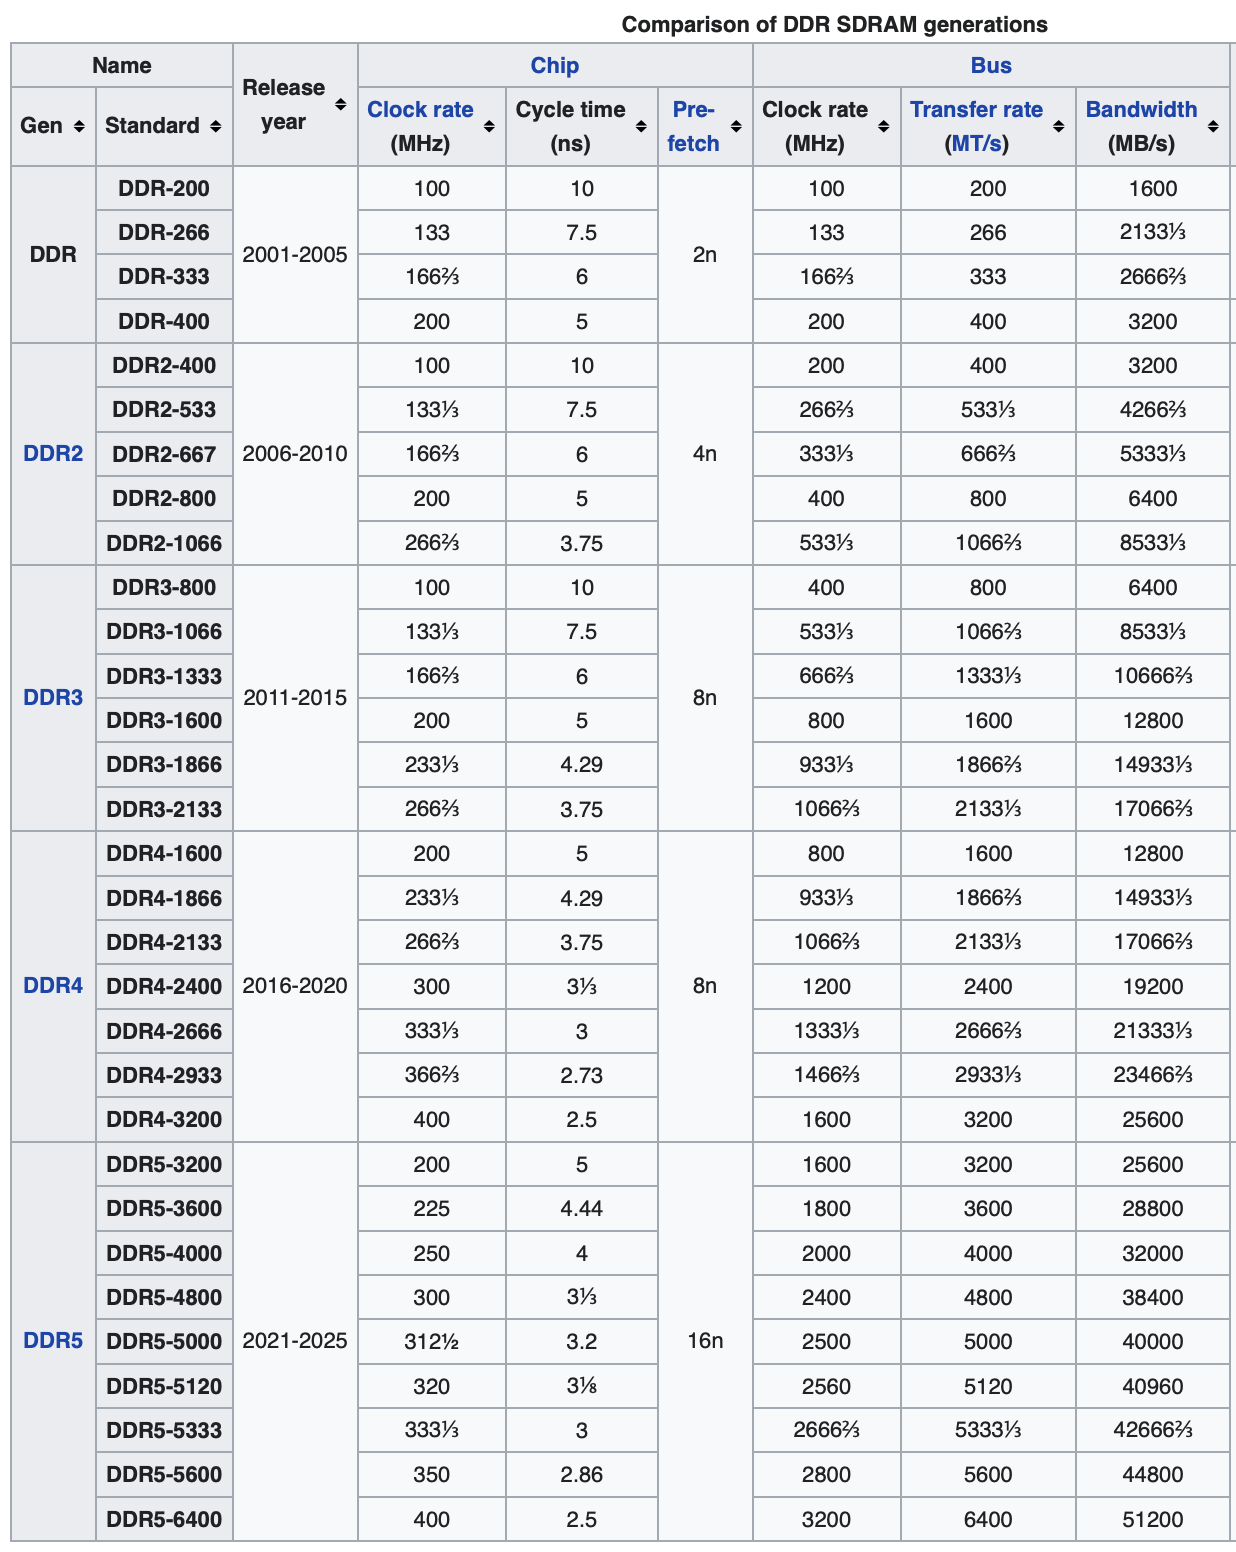 Comparison of DDR SDRAM generations
Name Release year Chip Bus
Gen Standard Clock rate (MHz) Cycle time (ns) Pre-fetch Clock rate (MHz) Transfer rate (MT/s) Bandwidth (MB/s)
DDR DDR-200 2001-2005 100 10 2n 100 200 1600
DDR-266 133 7.5 133 266 2133⅓
DDR-333 166⅔ 6 166⅔ 333 2666⅔
DDR-400 200 5 200 400 3200
DDR2 DDR2-400 2006-2010 100 10 4n 200 400 3200
DDR2-533 133⅓ 7.5 266⅔ 533⅓ 4266⅔
DDR2-667 166⅔ 6 333⅓ 666⅔ 5333⅓
DDR2-800 200 5 400 800 6400
DDR2-1066 266⅔ 3.75 533⅓ 1066⅔ 8533⅓
DDR3 DDR3-800 2011-2015 100 10 8n 400 800 6400
DDR3-1066 133⅓ 7.5 533⅓ 1066⅔ 8533⅓
DDR3-1333 166⅔ 6 666⅔ 1333⅓ 10666⅔
DDR3-1600 200 5 800 1600 12800
DDR3-1866 233⅓ 4.29 933⅓ 1866⅔ 14933⅓
DDR3-2133 266⅔ 3.75 1066⅔ 2133⅓ 17066⅔
DDR4 DDR4-1600 2016-2020 200 5 8n 800 1600 12800
DDR4-1866 233⅓ 4.29 933⅓ 1866⅔ 14933⅓
DDR4-2133 266⅔ 3.75 1066⅔ 2133⅓ 17066⅔
DDR4-2400 300 3⅓ 1200 2400 19200
DDR4-2666 333⅓ 3 1333⅓ 2666⅔ 21333⅓
DDR4-2933 366⅔ 2.73 1466⅔ 2933⅓ 23466⅔
DDR4-3200 400 2.5 1600 3200 25600
DDR5 DDR5-3200 2021-2025 200 5 16n 1600 3200 25600
DDR5-3600 225 4.44 1800 3600 28800
DDR5-4000 250 4 2000 4000 32000
DDR5-4800 300 3⅓ 2400 4800 38400
DDR5-5000 312½ 3.2 2500 5000 40000
DDR5-5120 320 3⅛ 2560 5120 40960
DDR5-5333 333⅓ 3 2666⅔ 5333⅓ 42666⅔
DDR5-5600 350 2.86 2800 5600 44800
DDR5-6400 400 2.5 3200 6400 51200